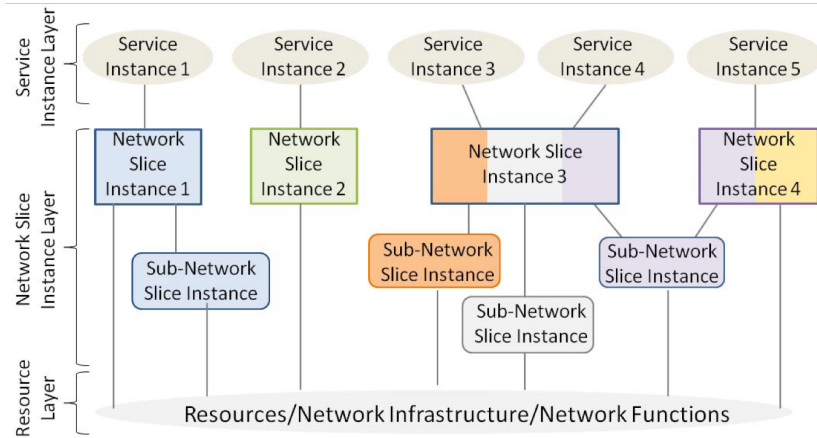 Service Instance Layer
Service
Instance 1
Service
Instance 2
Service
Instance 3
Service
Instance 4
Service
Instance 5
Network Slice Instance Layer
Network
Slice
Instance 1
Network
Slice
Instance 2
Network Slice
Instance 3
Network
Slice
Instance 4
Sub-Network
Slice Instance
Sub-Network
Slice Instance
Sub-Network
Slice Instance
Sub-Network
Slice Instance
Resource
Layer
Resources/Network Infrastructure/Network Functions